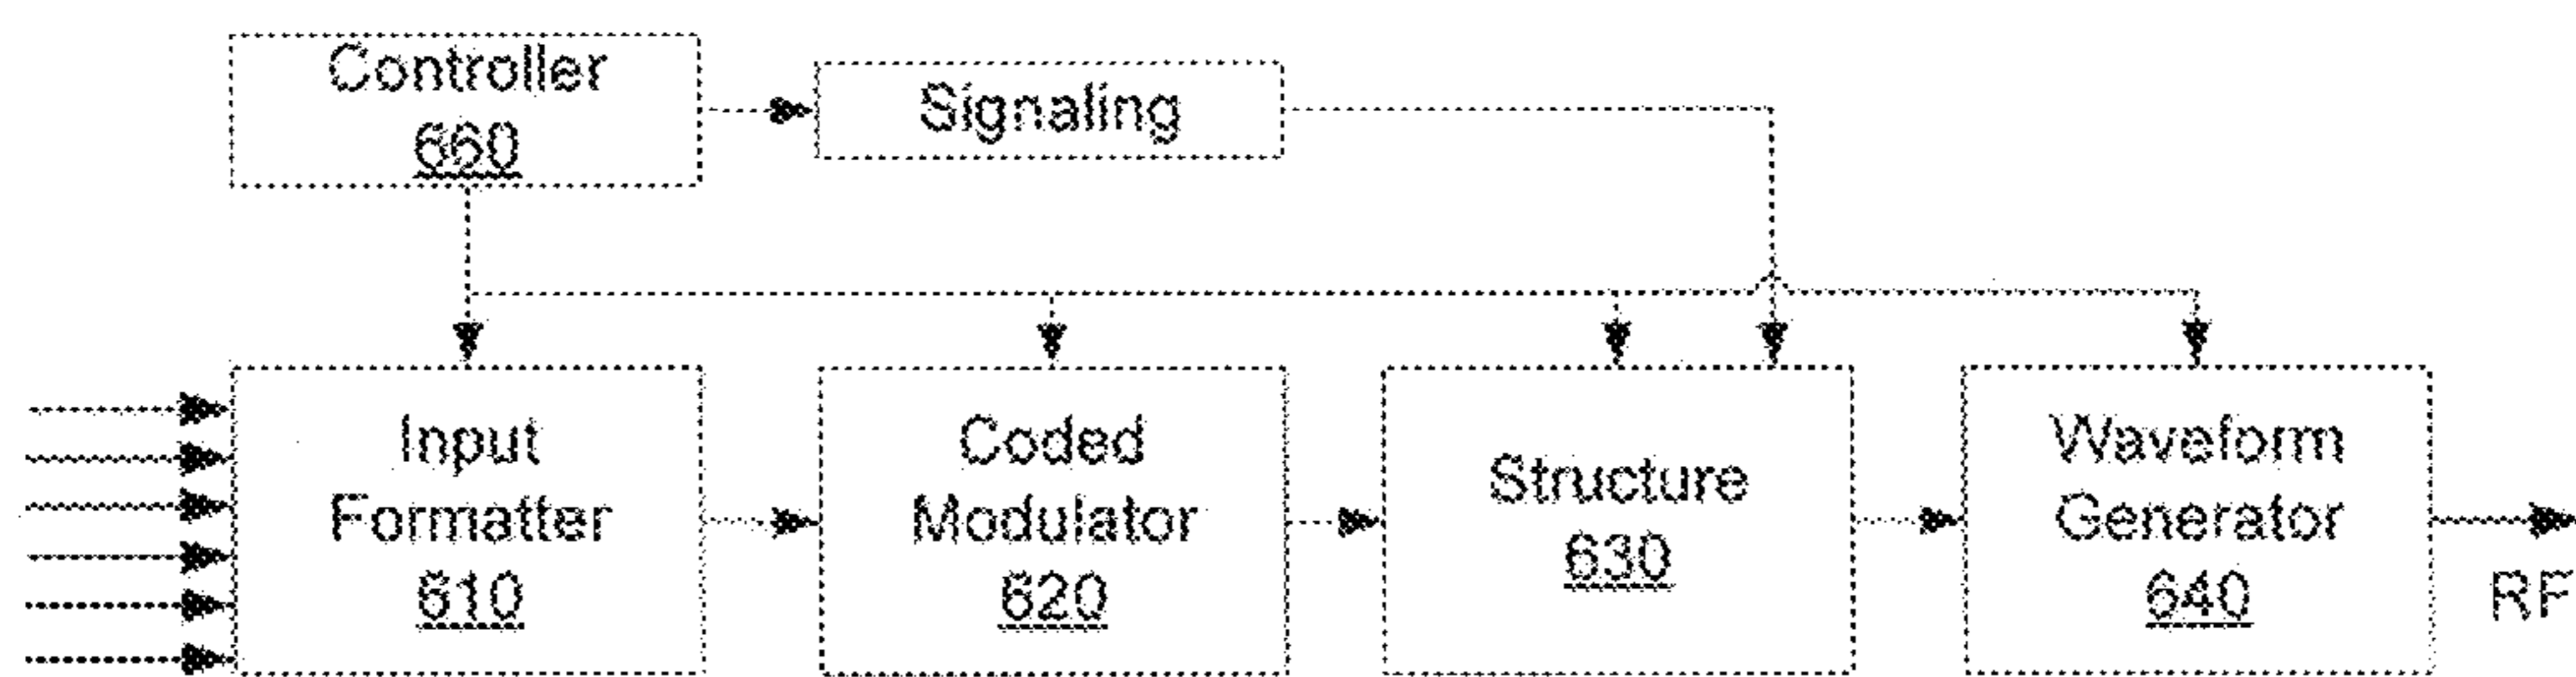 Controller
660
Signaling
Input
Formatter
610
Coded
Modulator
620
Structure
630
Waveform
Generator
640
RF